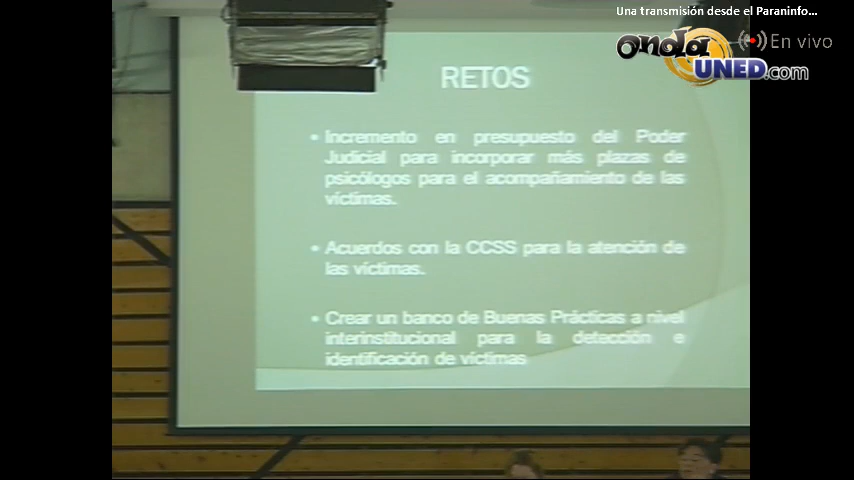 Una transmisión desde el Paraninfo...
onda UNED.com
En vivo
RETOS
• Incremento en presupuesto del Poder
Judicial para incorporar más plazas de
psicólogos para el acompañamiento de las
víctimas.
• Acuerdos con la CCSS para la atención de
las víctimas.
• Crear un banco de Buenas Prácticas a nivel
interinstitucional para la detección e
identificación de víctimas